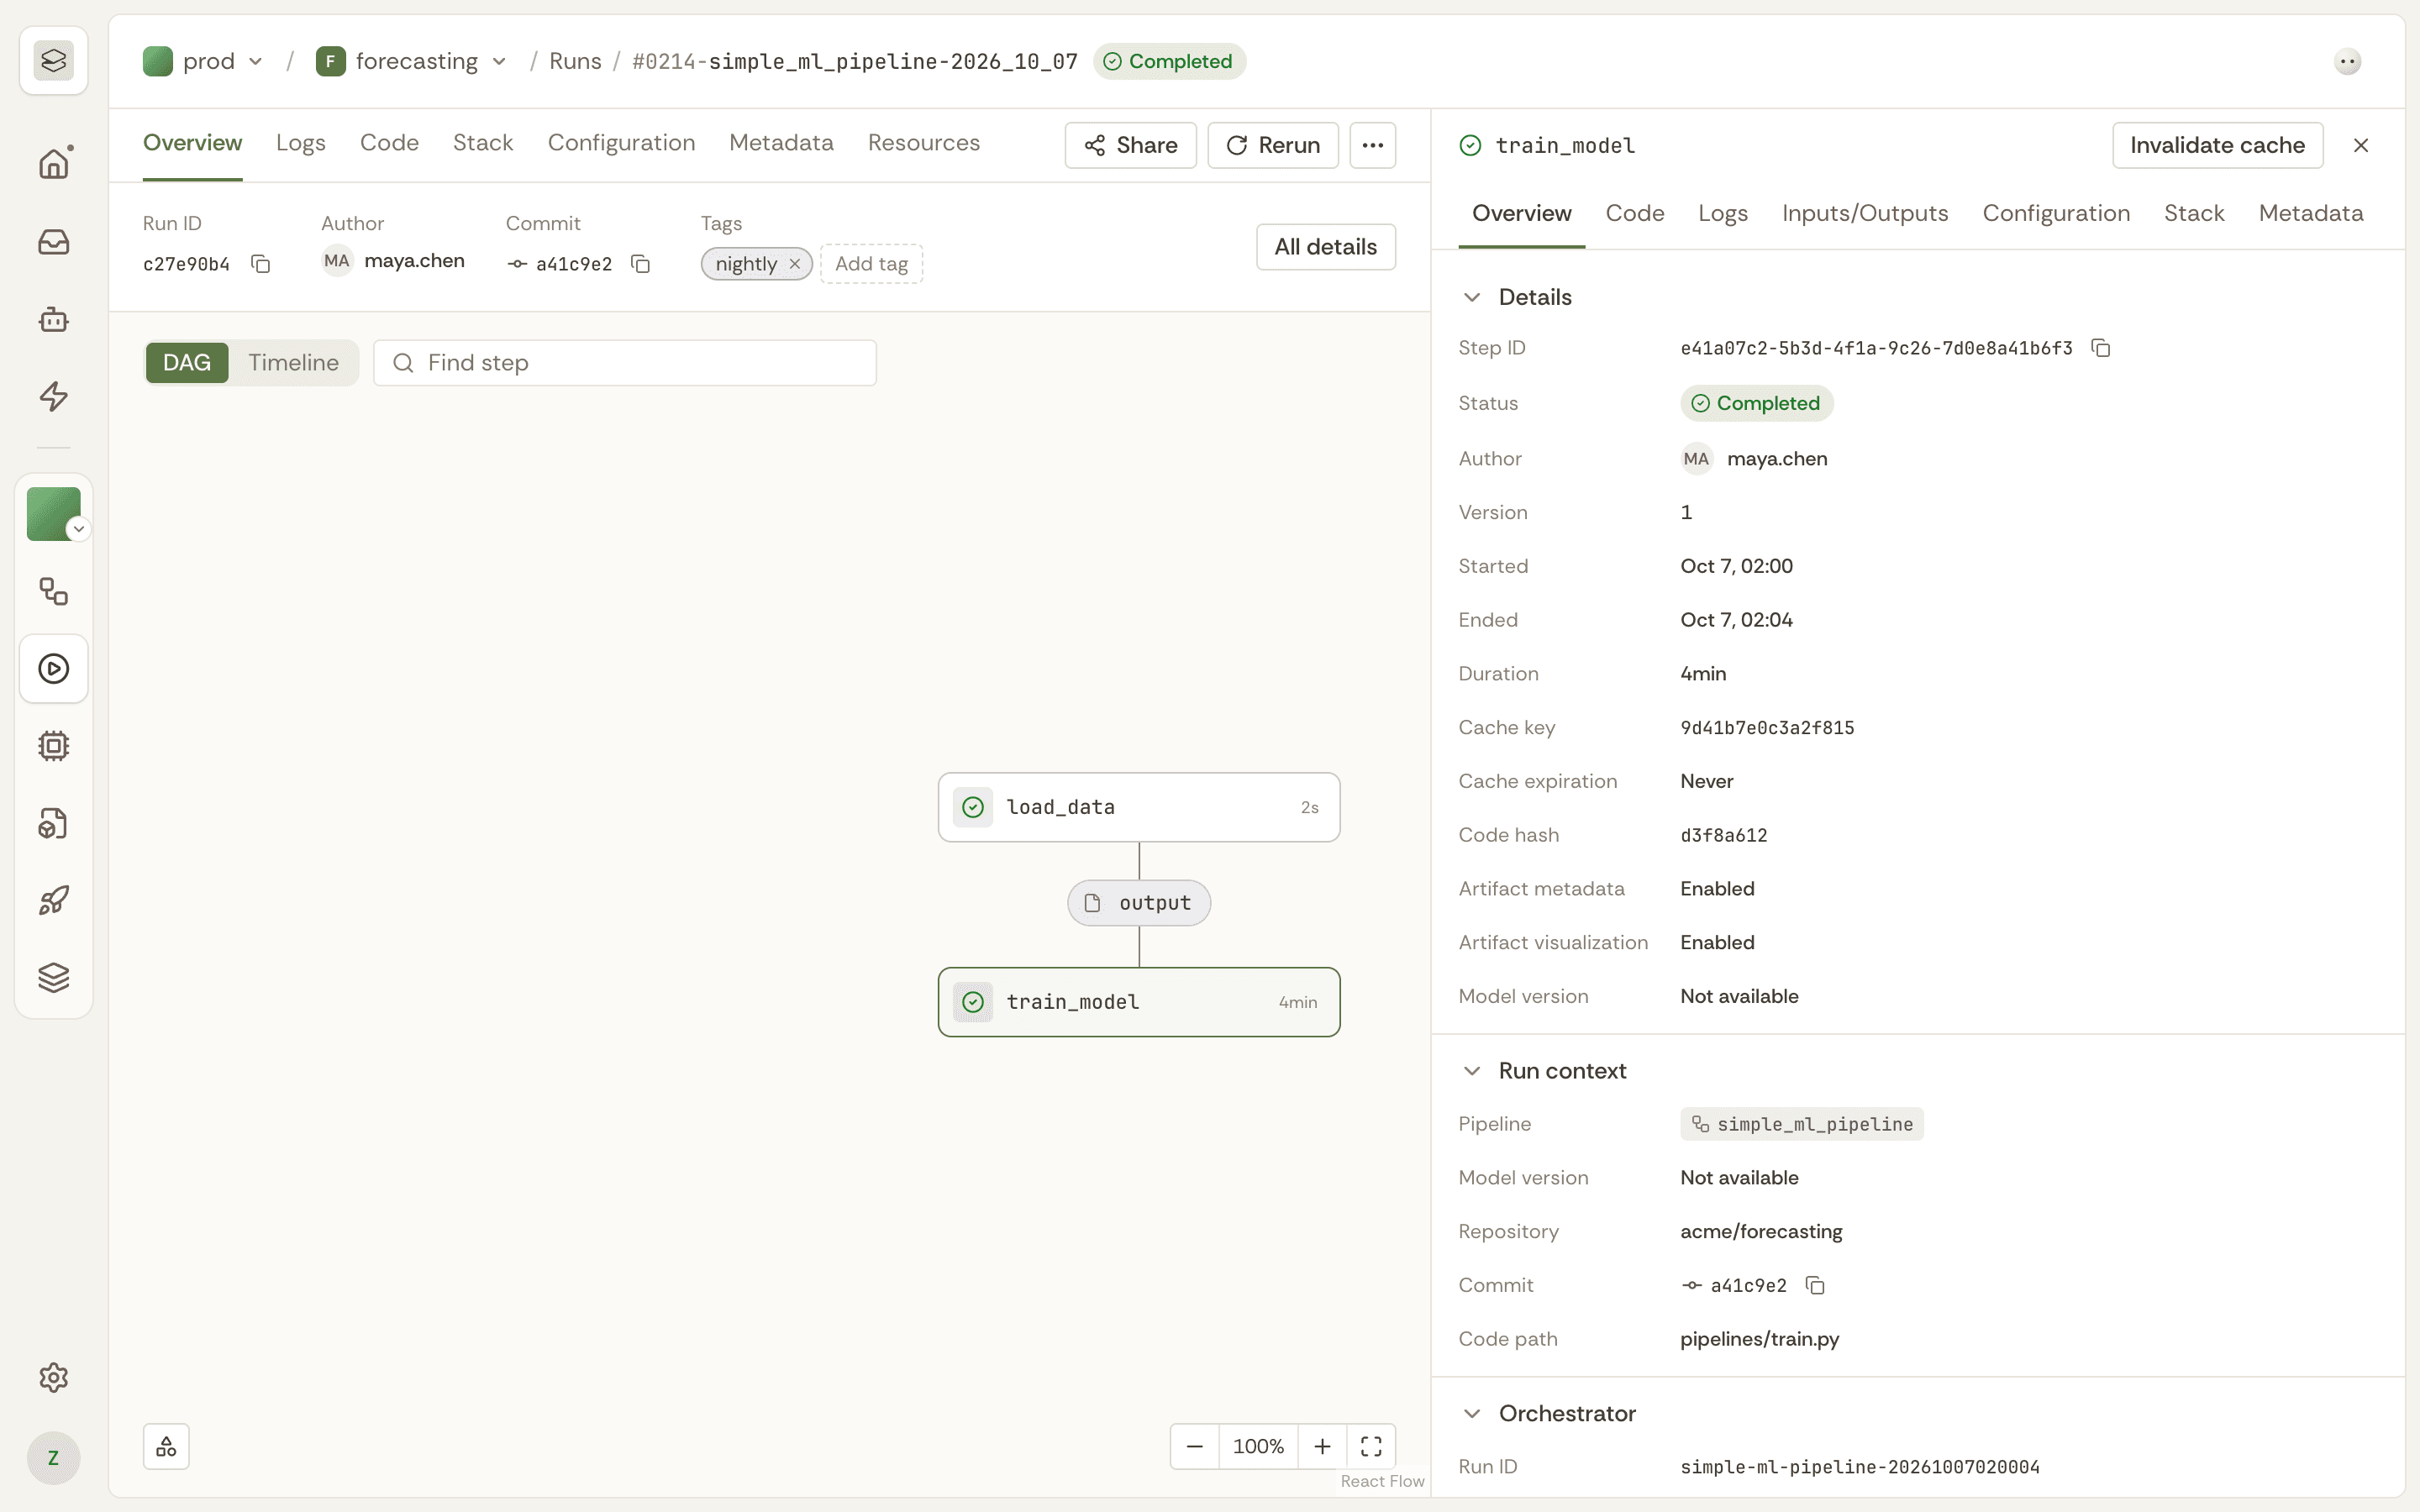 prod / F forecasting / Runs / #0214-simple_ml_pipeline-2026_10_07 Completed
Overview Logs Code Stack Configuration Metadata Resources Share Rerun
Run ID Author Commit Tags
c27e90b4 MA maya.chen a41c9e2 nightly Add tag
All details
DAG Timeline Find step
load_data 2s
output
train_model 4min
100%
React Flow
Z
train_model Invalidate cache
Overview Code Logs Inputs/Outputs Configuration Stack Metadata
Details
Step ID e41a07c2-5b3d-4f1a-9c26-7d0e8a41b6f3
Status Completed
Author MA maya.chen
Version 1
Started Oct 7, 02:00
Ended Oct 7, 02:04
Duration 4min
Cache key 9d41b7e0c3a2f815
Cache expiration Never
Code hash d3f8a612
Artifact metadata Enabled
Artifact visualization Enabled
Model version Not available
Run context
Pipeline simple_ml_pipeline
Model version Not available
Repository acme/forecasting
Commit a41c9e2
Code path pipelines/train.py
Orchestrator
Run ID simple-ml-pipeline-20261007020004